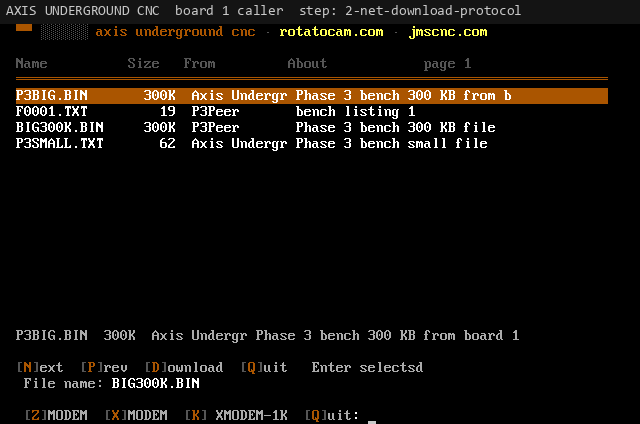 AXIS UNDERGROUND CNC  board 1 caller  step: 2-net-download-protocol
axis underground cnc · rotatocam.com · jmscnc.com
Name          Size   From         About            page 1
P3BIG.BIN       300K  Axis Undergr Phase 3 bench 300 KB from b
F0001.TXT         19  P3Peer       bench listing 1
BIG300K.BIN     300K  P3Peer       Phase 3 bench 300 KB file
P3SMALL.TXT       62  Axis Undergr Phase 3 bench small file
P3BIG.BIN  300K  Axis Undergr Phase 3 bench 300 KB from board 1
[N]ext  [P]rev  [D]ownload  [Q]uit   Enter selectsd
File name: BIG300K.BIN
[Z]MODEM  [X]MODEM  [K] XMODEM-1K  [Q]uit: